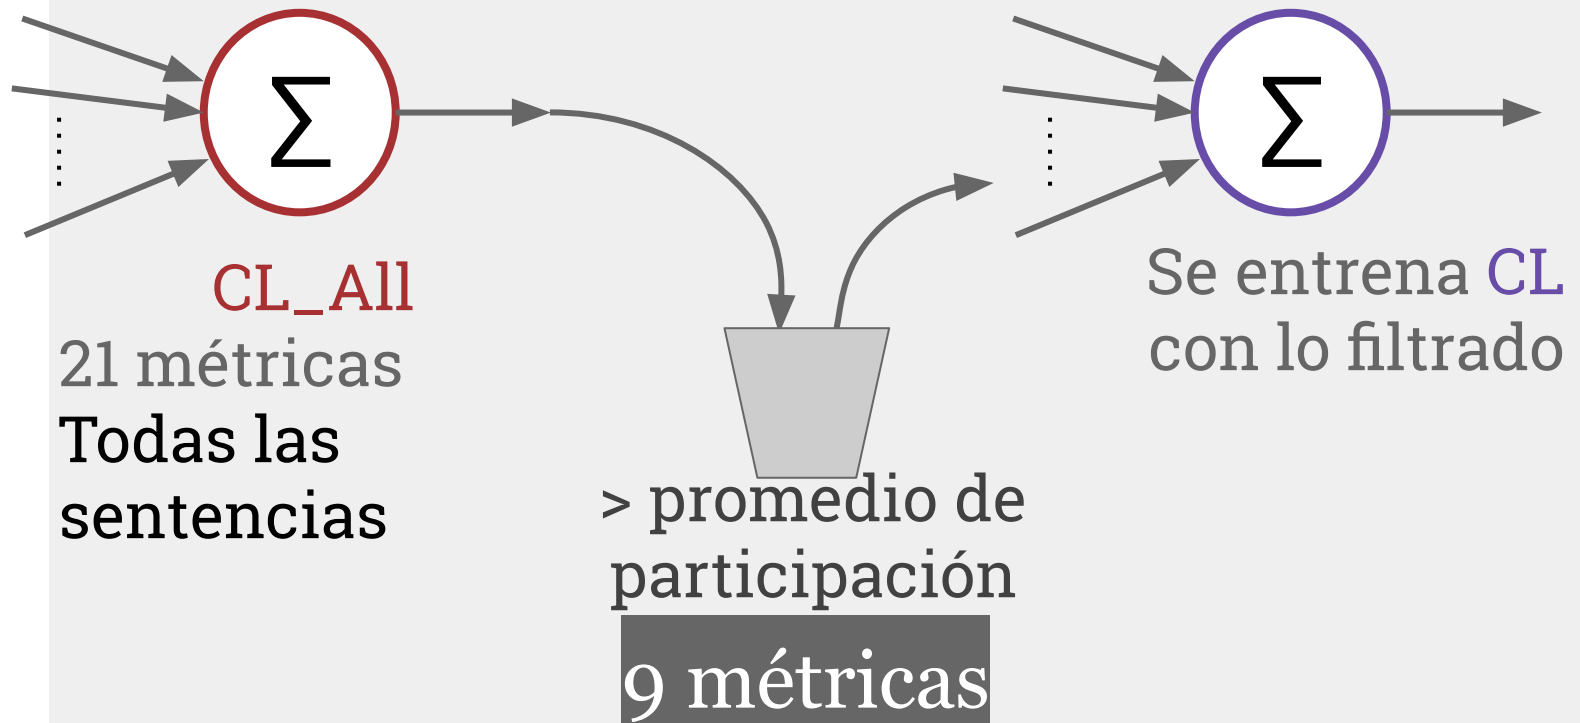 ∑
CL_All
21 métricas
Todas las
sentencias
> promedio de
participación
9 métricas
∑
Se entrena CL
con lo filtrado